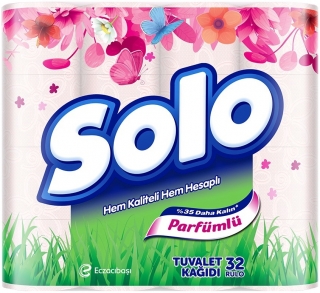 Solo
Hem Kaliteli Hem Hesaplı
%35 Daha Kalın*
Parfümlü
Eczacıbaşı
TUVALET KAĞIDI
32 RULO